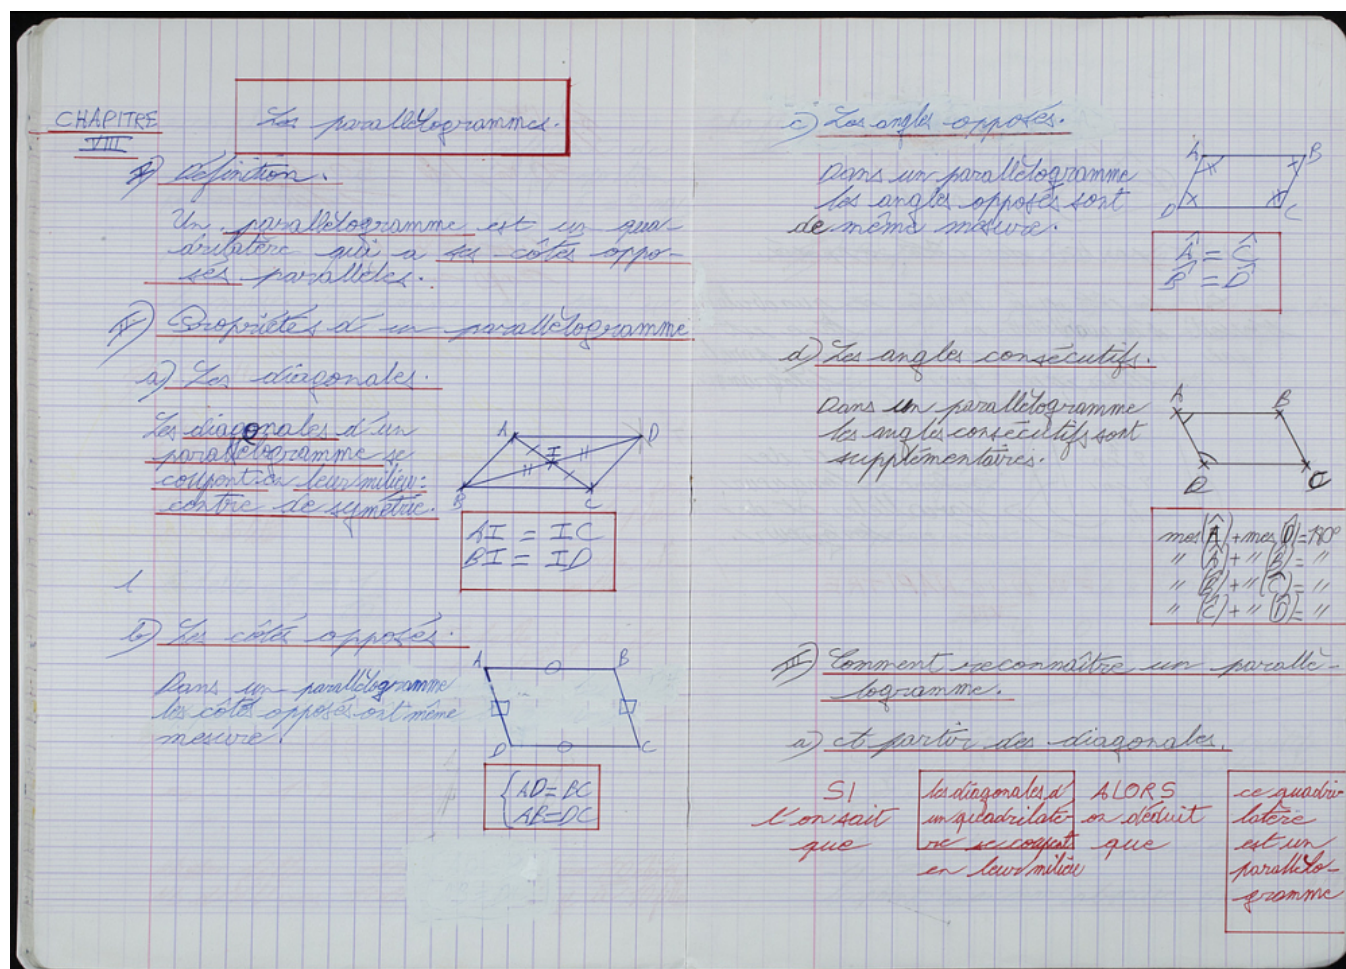 CHAPITRE
VIII
Les parallélogrammes.
I) Définition.
Un parallélogramme est un qua-
drilatère qui a ses côtés oppo-
sés parallèles.
II) Propriétés d'un parallélogramme
a) Les diagonales.
Les diagonales d'un
parallélogramme se
coupent en leur milieu :
centre de symétrie.
A
D
I
B
C
AI = IC
BI = ID
b) Les côtés opposés.
Dans un parallélogramme
les côtés opposés ont même
mesure.
A
B
D
C
AD=BC
AB=DC
c) Les angles opposés.
Dans un parallélogramme
les angles opposés sont
de même mesure.
A
B
D
C
Â = Ĉ
B̂ = D̂
d) Les angles consécutifs.
Dans un parallélogramme
les angles consécutifs sont
supplémentaires.
A
B
D
C
mes(Â)+mes(D̂)=180°
" (Â)+ " (B̂)= "
" (B̂)+ " (Ĉ)= "
" (Ĉ)+ " (D̂)= "
III) Comment reconnaître un parallé-
logramme.
a) A partir des diagonales.
SI
l'on sait
que
les diagonales d'
un quadrilatè-
re se coupent
en leur milieu
ALORS
on déduit
que
ce quadri-
latère
est un
parallélo-
gramme